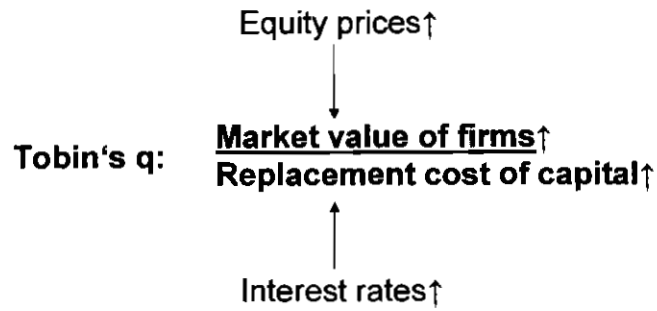 Equity prices↑
Tobin's q:
Market value of firms↑
Replacement cost of capital↑
Interest rates↑